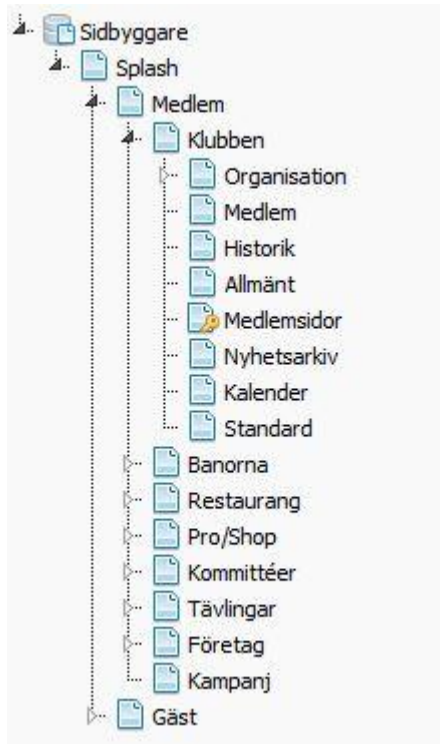 Sidbyggare
Splash
Medlem
Klubben
Organisation
Medlem
Historik
Allmänt
Medlemsidor
Nyhetsarkiv
Kalender
Standard
Banorna
Restaurang
Pro/Shop
Kommittéer
Tävlingar
Företag
Kampanj
Gäst